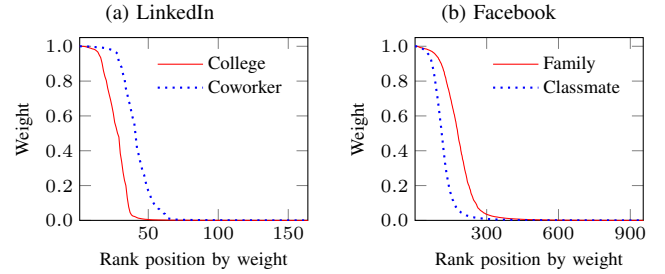 (a) LinkedIn
1.0
0.8
0.6
0.4
0.2
0.0
Weight
College
Coworker
50
100
150
Rank position by weight
(b) Facebook
1.0
0.8
0.6
0.4
0.2
0.0
Weight
Family
Classmate
300
600
900
Rank position by weight